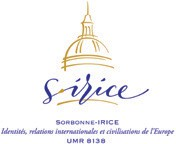 sirice
SORBONNE-IRICE
Identités, relations internationales et civilisations de l'Europe
UMR 8138